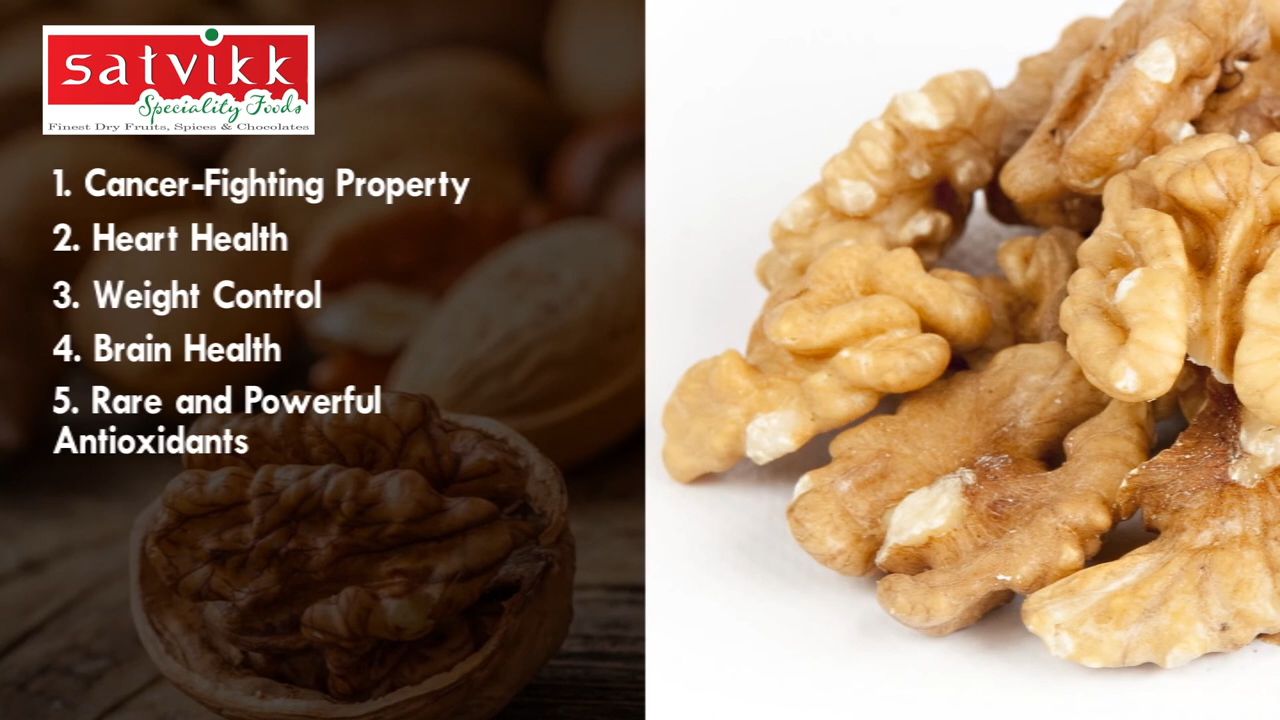 satvikk
Speciality Foods
Finest Dry Fruits, Spices & Chocolates
1. Cancer-Fighting Property
2. Heart Health
3. Weight Control
4. Brain Health
5. Rare and Powerful
Antioxidants